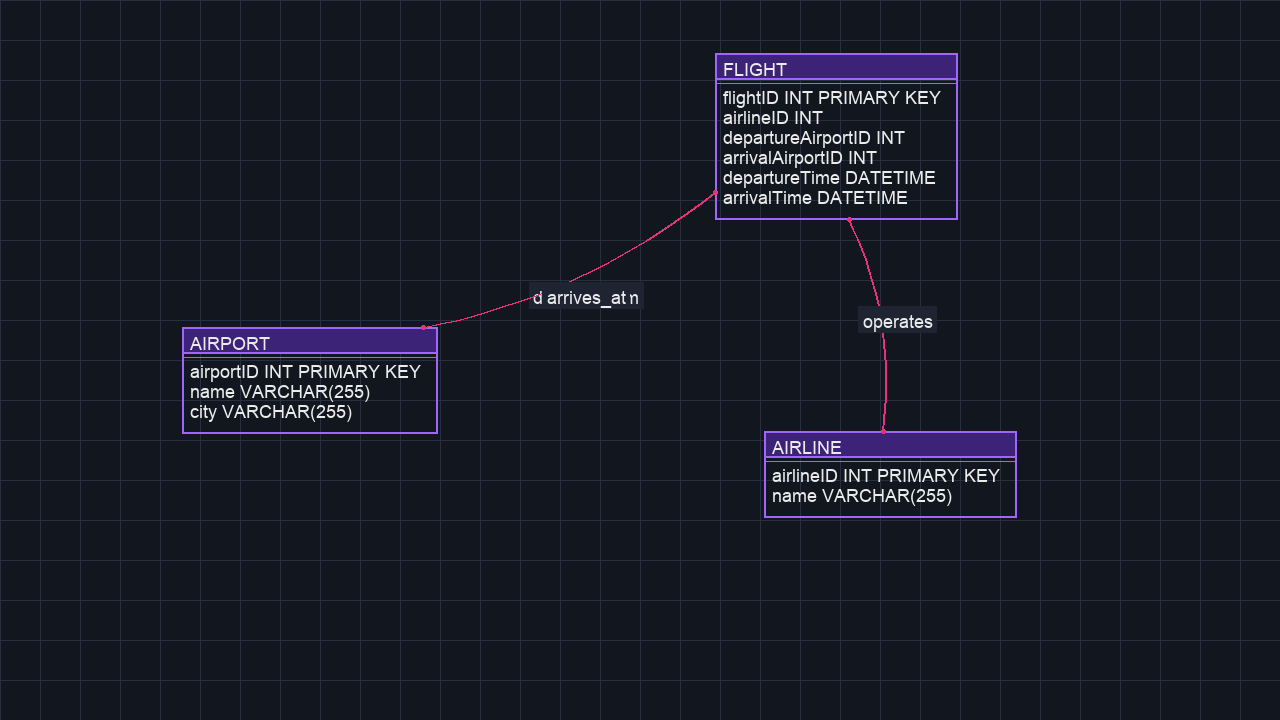 FLIGHT
flightID INT PRIMARY KEY
airlineID INT
departureAirportID INT
arrivalAirportID INT
departureTime DATETIME
arrivalTime DATETIME
arrives_at
operates
AIRPORT
airportID INT PRIMARY KEY
name VARCHAR(255)
city VARCHAR(255)
AIRLINE
airlineID INT PRIMARY KEY
name VARCHAR(255)